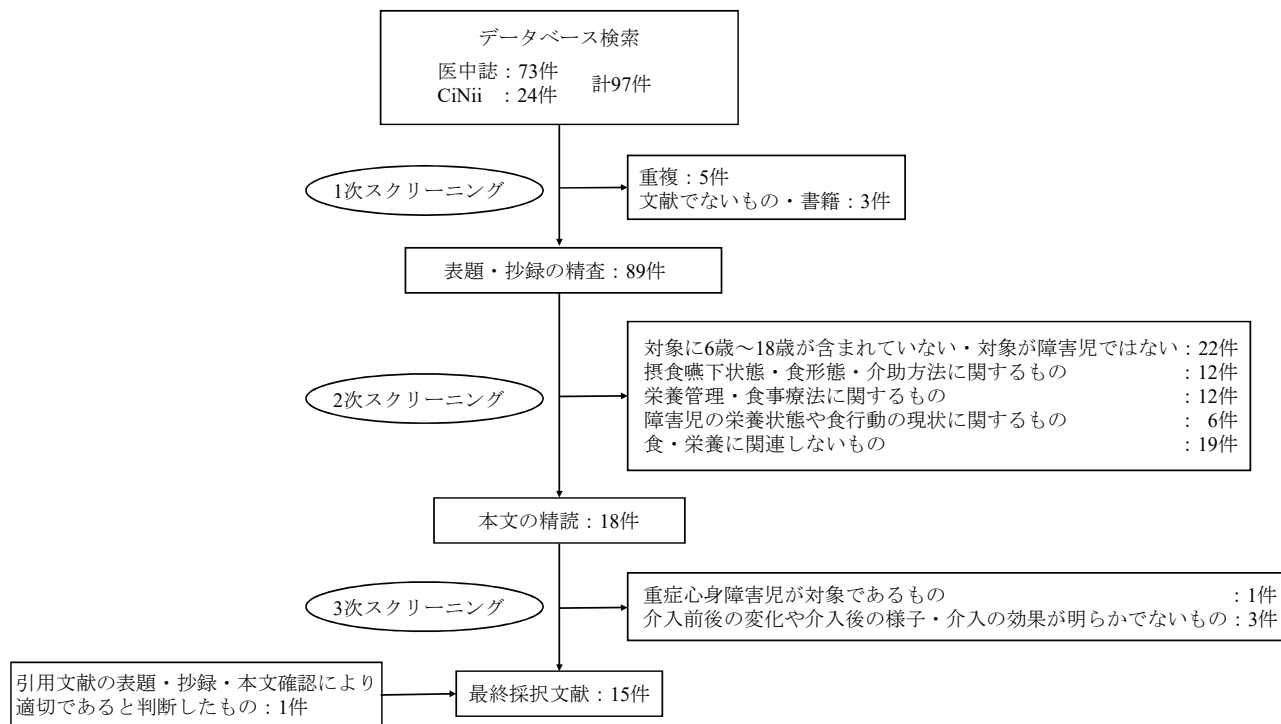 データベース検索
医中誌：73件
CiNii ：24件
計97件
1次スクリーニング
重複：5件
文献でないもの・書籍：3件
表題・抄録の精査：89件
2次スクリーニング
対象に6歳～18歳が含まれていない・対象が障害児ではない：22件
摂食嚥下状態・食形態・介助方法に関するもの ：12件
栄養管理・食事療法に関するもの ：12件
障害児の栄養状態や食行動の現状に関するもの ： 6件
食・栄養に関連しないもの ：19件
本文の精読：18件
3次スクリーニング
重症心身障害児が対象であるもの ：1件
介入前後の変化や介入後の様子・介入の効果が明らかでないもの：3件
引用文献の表題・抄録・本文確認により
適切であると判断したもの：1件
最終採択文献：15件